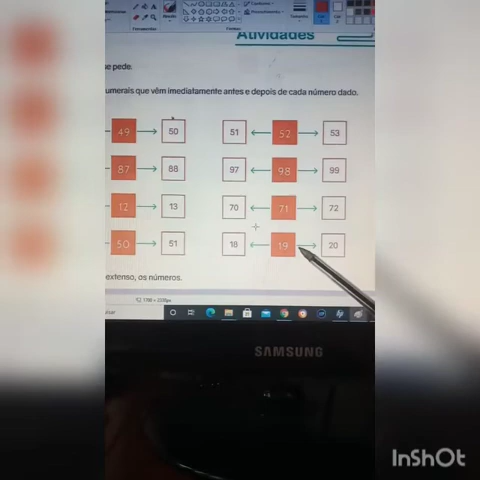 Atividades
e pede.
umerais que vêm imediatamente antes e depois de cada número dado.
49 50 51 52 53
87 88 97 98 99
12 13 70 71 72
50 51 18 19 20
extenso, os números.
SAMSUNG
InShOt